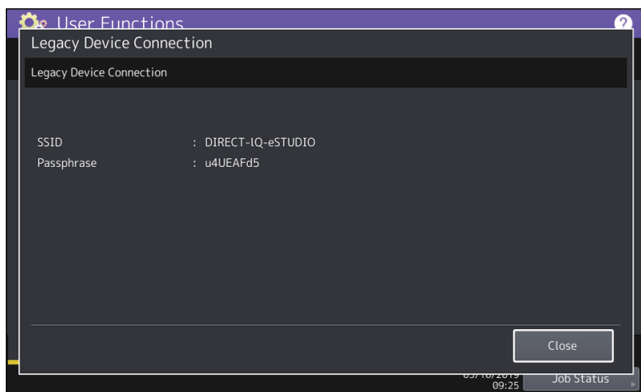 User Functions
?
Legacy Device Connection
Legacy Device Connection
SSID : DIRECT-lQ-eSTUDIO
Passphrase : u4UEAFd5
Close
09:25
Job Status